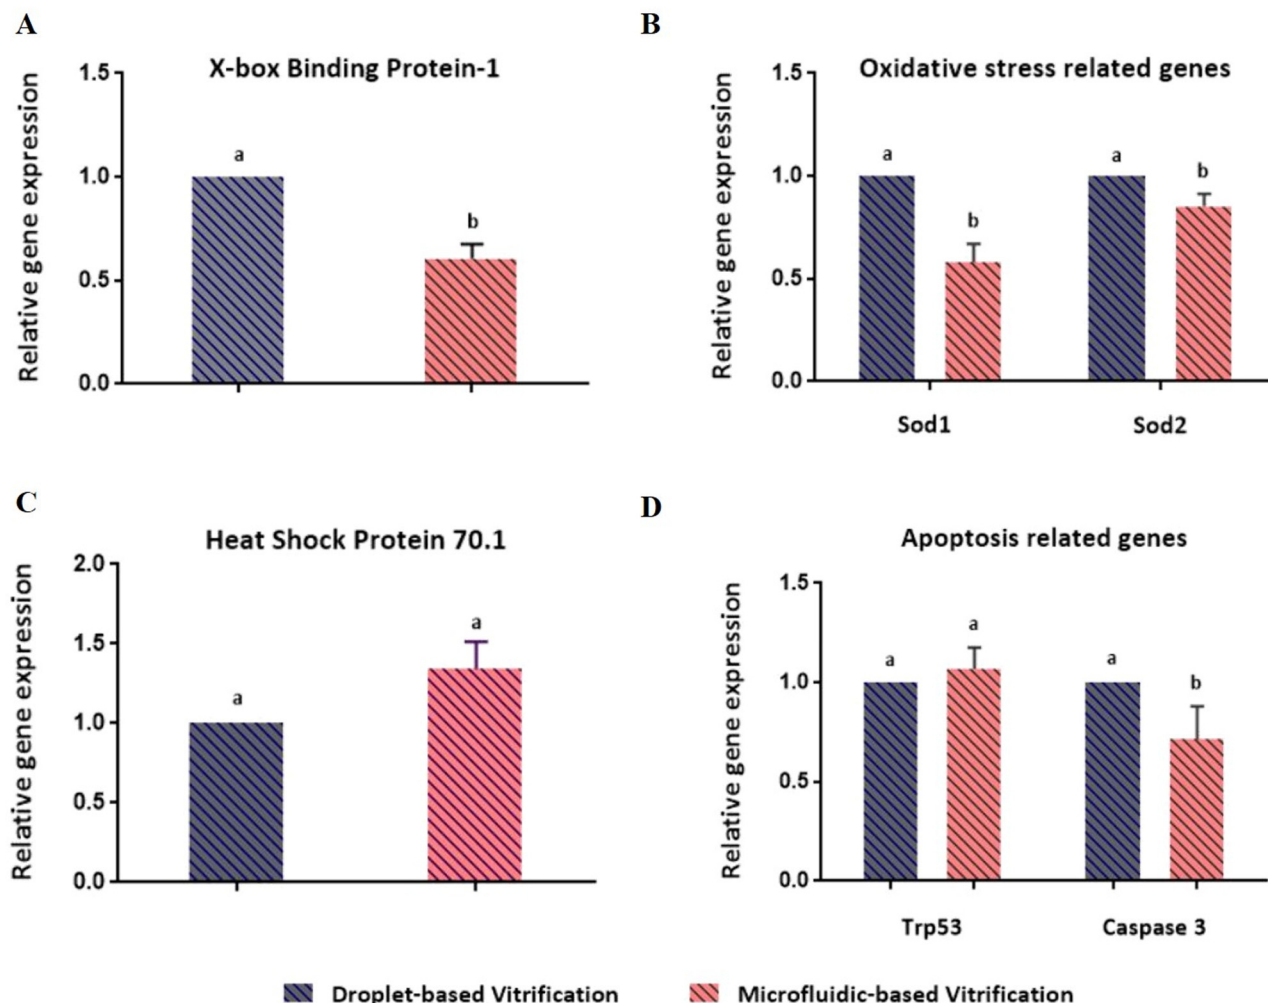 A
X-box Binding Protein-1
Relative gene expression
1.5
1.0
0.5
0.0
a
b
B
Oxidative stress related genes
Relative gene expression
1.5
1.0
0.5
0.0
a
b
a
b
Sod1
Sod2
C
Heat Shock Protein 70.1
Relative gene expression
2.0
1.5
1.0
0.5
0.0
a
a
D
Apoptosis related genes
Relative gene expression
1.5
1.0
0.5
0.0
a
a
a
b
Trp53
Caspase 3
Droplet-based Vitrification
Microfluidic-based Vitrification